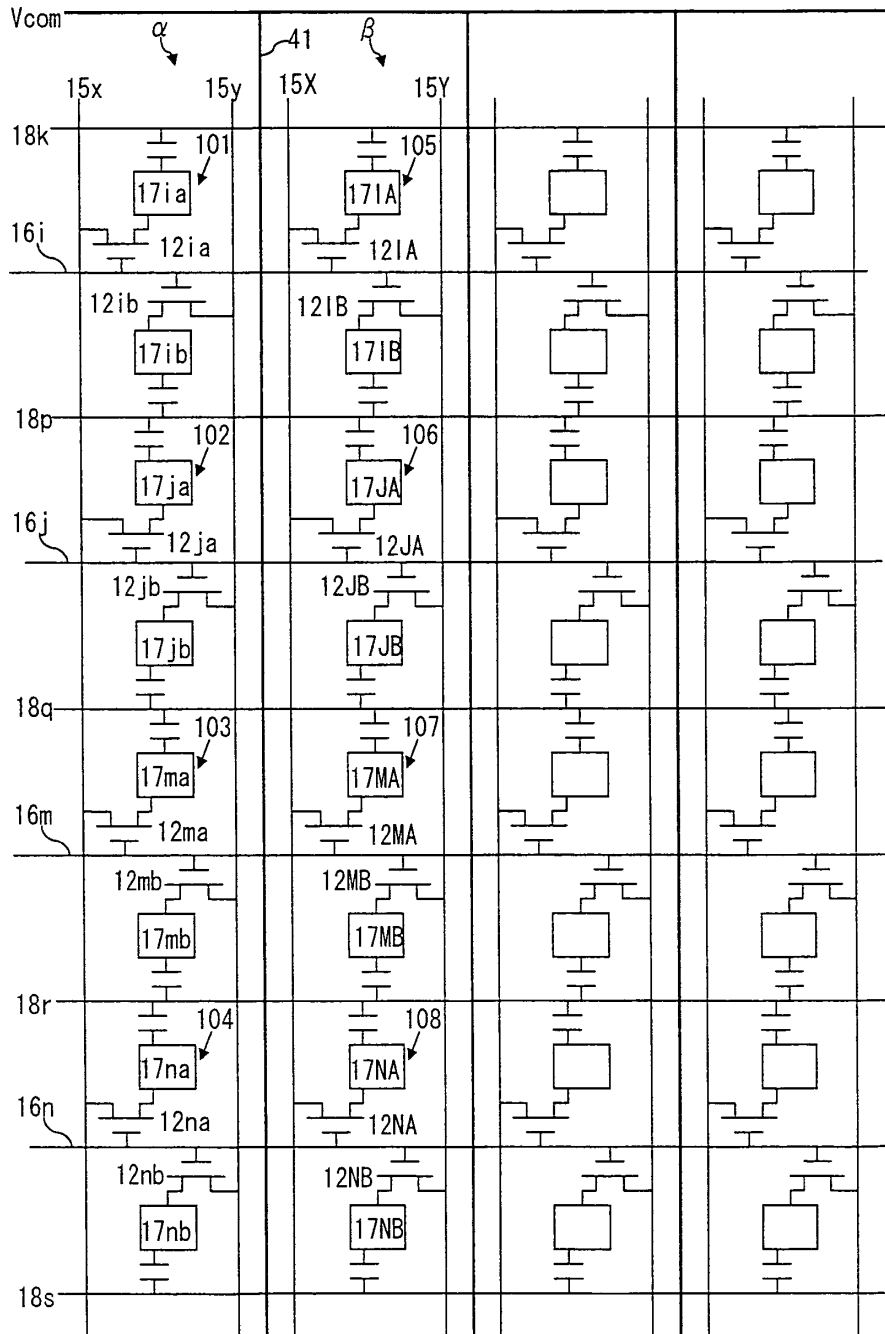 Vcom
α 41 β
15x 15y 15X 15Y
18k
101 105
17ia 17IA
16i
12ia 12IA
12ib 12IB
17ib 17IB
18p
102 106
17ja 17JA
16j
12ja 12JA
12jb 12JB
17jb 17JB
18q
103 107
17ma 17MA
16m
12ma 12MA
12mb 12MB
17mb 17MB
18r
104 108
17na 17NA
16n
12na 12NA
12nb 12NB
17nb 17NB
18s